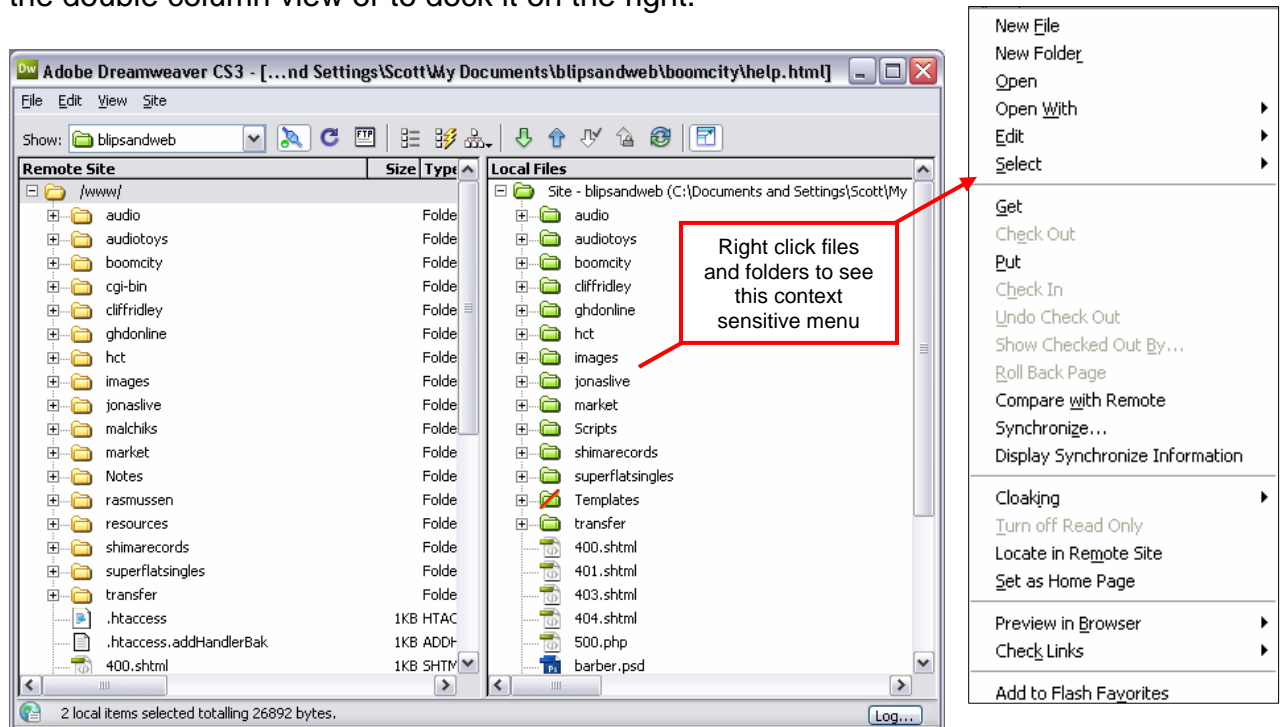 the double column view or to dock it on the right.
Adobe Dreamweaver CS3 - [...nd Settings\Scott\My Documents\blipsandweb\boomcity\help.html]
File Edit View Site
Show: blipsandweb
FTP
Remote Site Size Type
/www/
audio Folde
audiotoys Folde
boomcity Folde
cgi-bin Folde
cliffridley Folde
ghdonline Folde
hct Folde
images Folde
jonaslive Folde
malchiks Folde
market Folde
Notes Folde
rasmussen Folde
resources Folde
shimarecords Folde
superflatsingles Folde
transfer Folde
.htaccess 1KB HTAC
.htaccess.addHandlerBak 1KB ADDH
400.shtml 1KB SHTM
Local Files
Site - blipsandweb (C:\Documents and Settings\Scott\My
audio
audiotoys
boomcity
cliffridley
ghdonline
hct
images
jonaslive
market
Scripts
shimarecords
superflatsingles
Templates
transfer
400.shtml
401.shtml
403.shtml
404.shtml
500.php
barber.psd
2 local items selected totalling 26892 bytes.
Log...
Right click files
and folders to see
this context
sensitive menu
New File
New Folder
Open
Open With
Edit
Select
Get
Check Out
Put
Check In
Undo Check Out
Show Checked Out By...
Roll Back Page
Compare with Remote
Synchronize...
Display Synchronize Information
Cloaking
Turn off Read Only
Locate in Remote Site
Set as Home Page
Preview in Browser
Check Links
Add to Flash Favorites